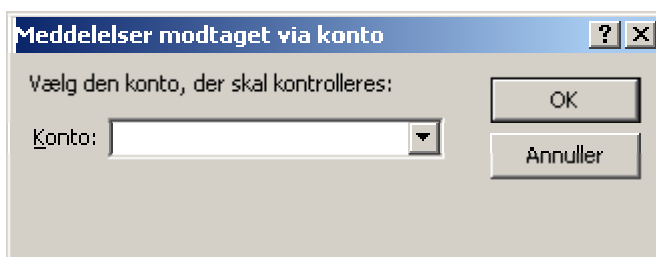 Meddelelser modtaget via konto
Vælg den konto, der skal kontrolleres:
OK
Konto:
Annuller